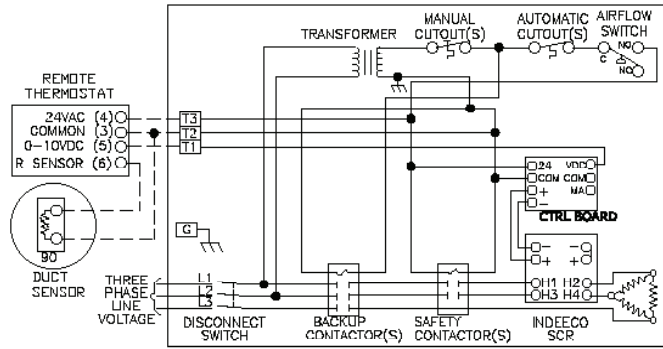 TRANSFORMER
MANUAL
CUTOUT(S)
AUTOMATIC
CUTOUT(S)
AIRFLOW
SWITCH
NO
C
NO
REMOTE
THERMOSTAT
24VAC (4)
COMMON (3)
0-10VDC (5)
R SENSOR (6)
T3
T2
T1
90
DUCT
SENSOR
G
24 VDC
COM COM
+ MA
-
CTRL BOARD
- -
+ +
H1 H2
H3 H4
THREE
PHASE
LINE
VOLTAGE
L1
L2
L3
DISCONNECT
SWITCH
BACKUP
CONTACTOR(S)
SAFETY
CONTACTOR(S)
INDEECO
SCR